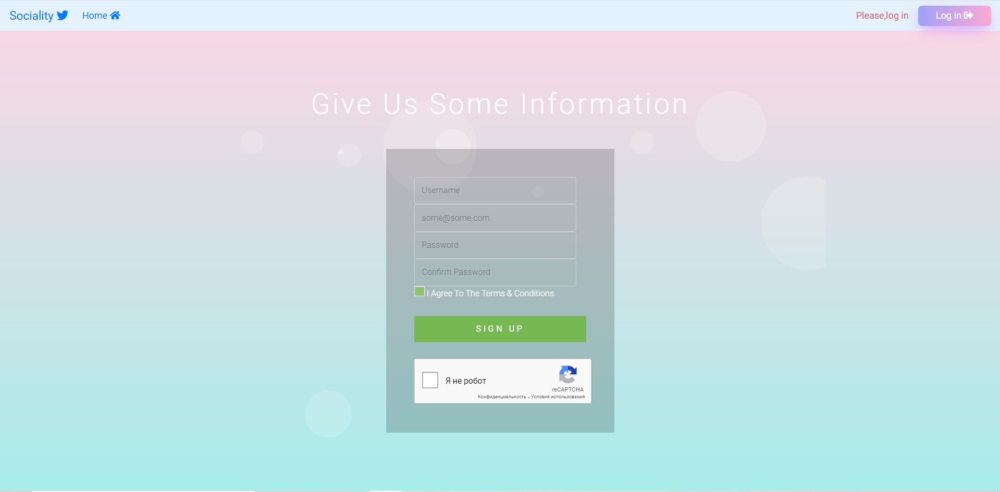 Sociality Home Please,log in Log in
Give Us Some Information
Username
some@some.com
Password
Confirm Password
I Agree To The Terms & Conditions
SIGN UP
Я не робот
reCAPTCHA
Конфиденциальность - Условия использования